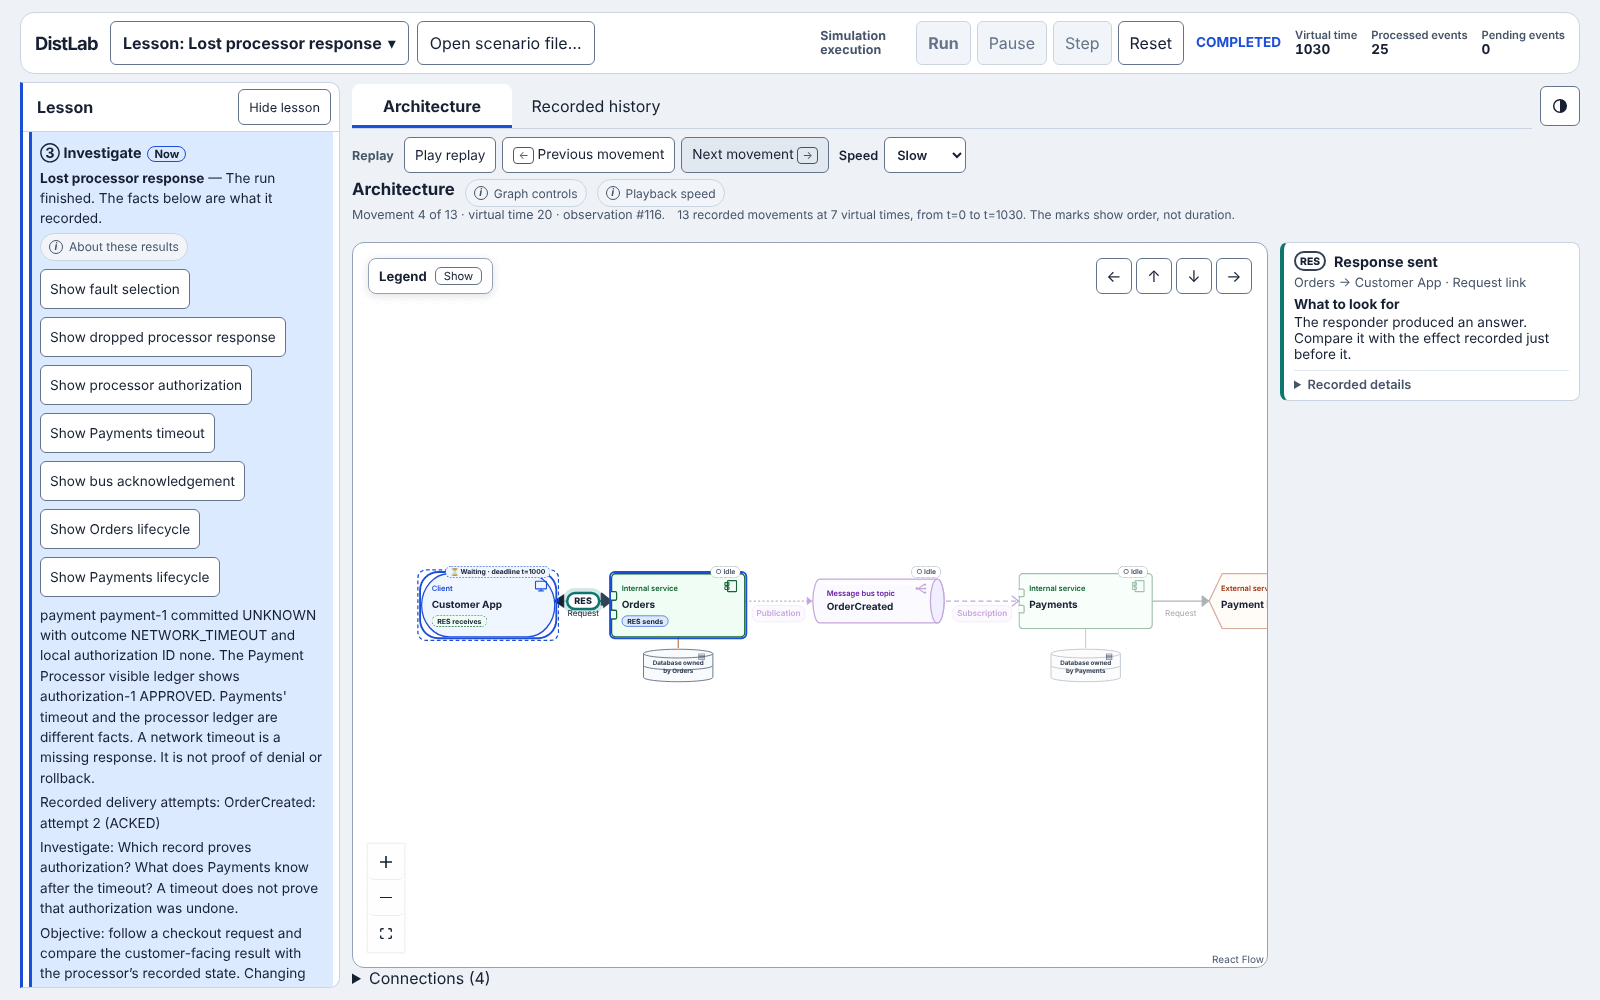 DistLab
Lesson: Lost processor response ▾
Open scenario file...
Simulation execution
Run
Pause
Step
Reset
COMPLETED
Virtual time
1030
Processed events
25
Pending events
0
Lesson
Hide lesson
3 Investigate Now
Lost processor response — The run
finished. The facts below are what it
recorded.
i About these results
Show fault selection
Show dropped processor response
Show processor authorization
Show Payments timeout
Show bus acknowledgement
Show Orders lifecycle
Show Payments lifecycle
payment payment-1 committed UNKNOWN
with outcome NETWORK_TIMEOUT and
local authorization ID none. The Payment
Processor visible ledger shows
authorization-1 APPROVED. Payments'
timeout and the processor ledger are
different facts. A network timeout is a
missing response. It is not proof of denial or
rollback.
Recorded delivery attempts: OrderCreated:
attempt 2 (ACKED)
Investigate: Which record proves
authorization? What does Payments know
after the timeout? A timeout does not prove
that authorization was undone.
Objective: follow a checkout request and
compare the customer-facing result with
the processor's recorded state. Changing
Architecture
Recorded history
Replay
Play replay
← Previous movement
Next movement →
Speed
Slow
Architecture
i Graph controls
i Playback speed
Movement 4 of 13 · virtual time 20 · observation #116. 13 recorded movements at 7 virtual times, from t=0 to t=1030. The marks show order, not duration.
Legend Show
← ↑ ↓ →
⏳ Waiting · deadline t=1000
Client
Customer App
RES receives
RES
Request
Idle
Internal service
Orders
RES sends
Database owned
by Orders
Publication
Idle
Message bus topic
OrderCreated
Subscription
Idle
Internal service
Payments
Database owned
by Payments
Request
External serv
Payment
React Flow
Connections (4)
RES Response sent
Orders → Customer App · Request link
What to look for
The responder produced an answer.
Compare it with the effect recorded just
before it.
Recorded details